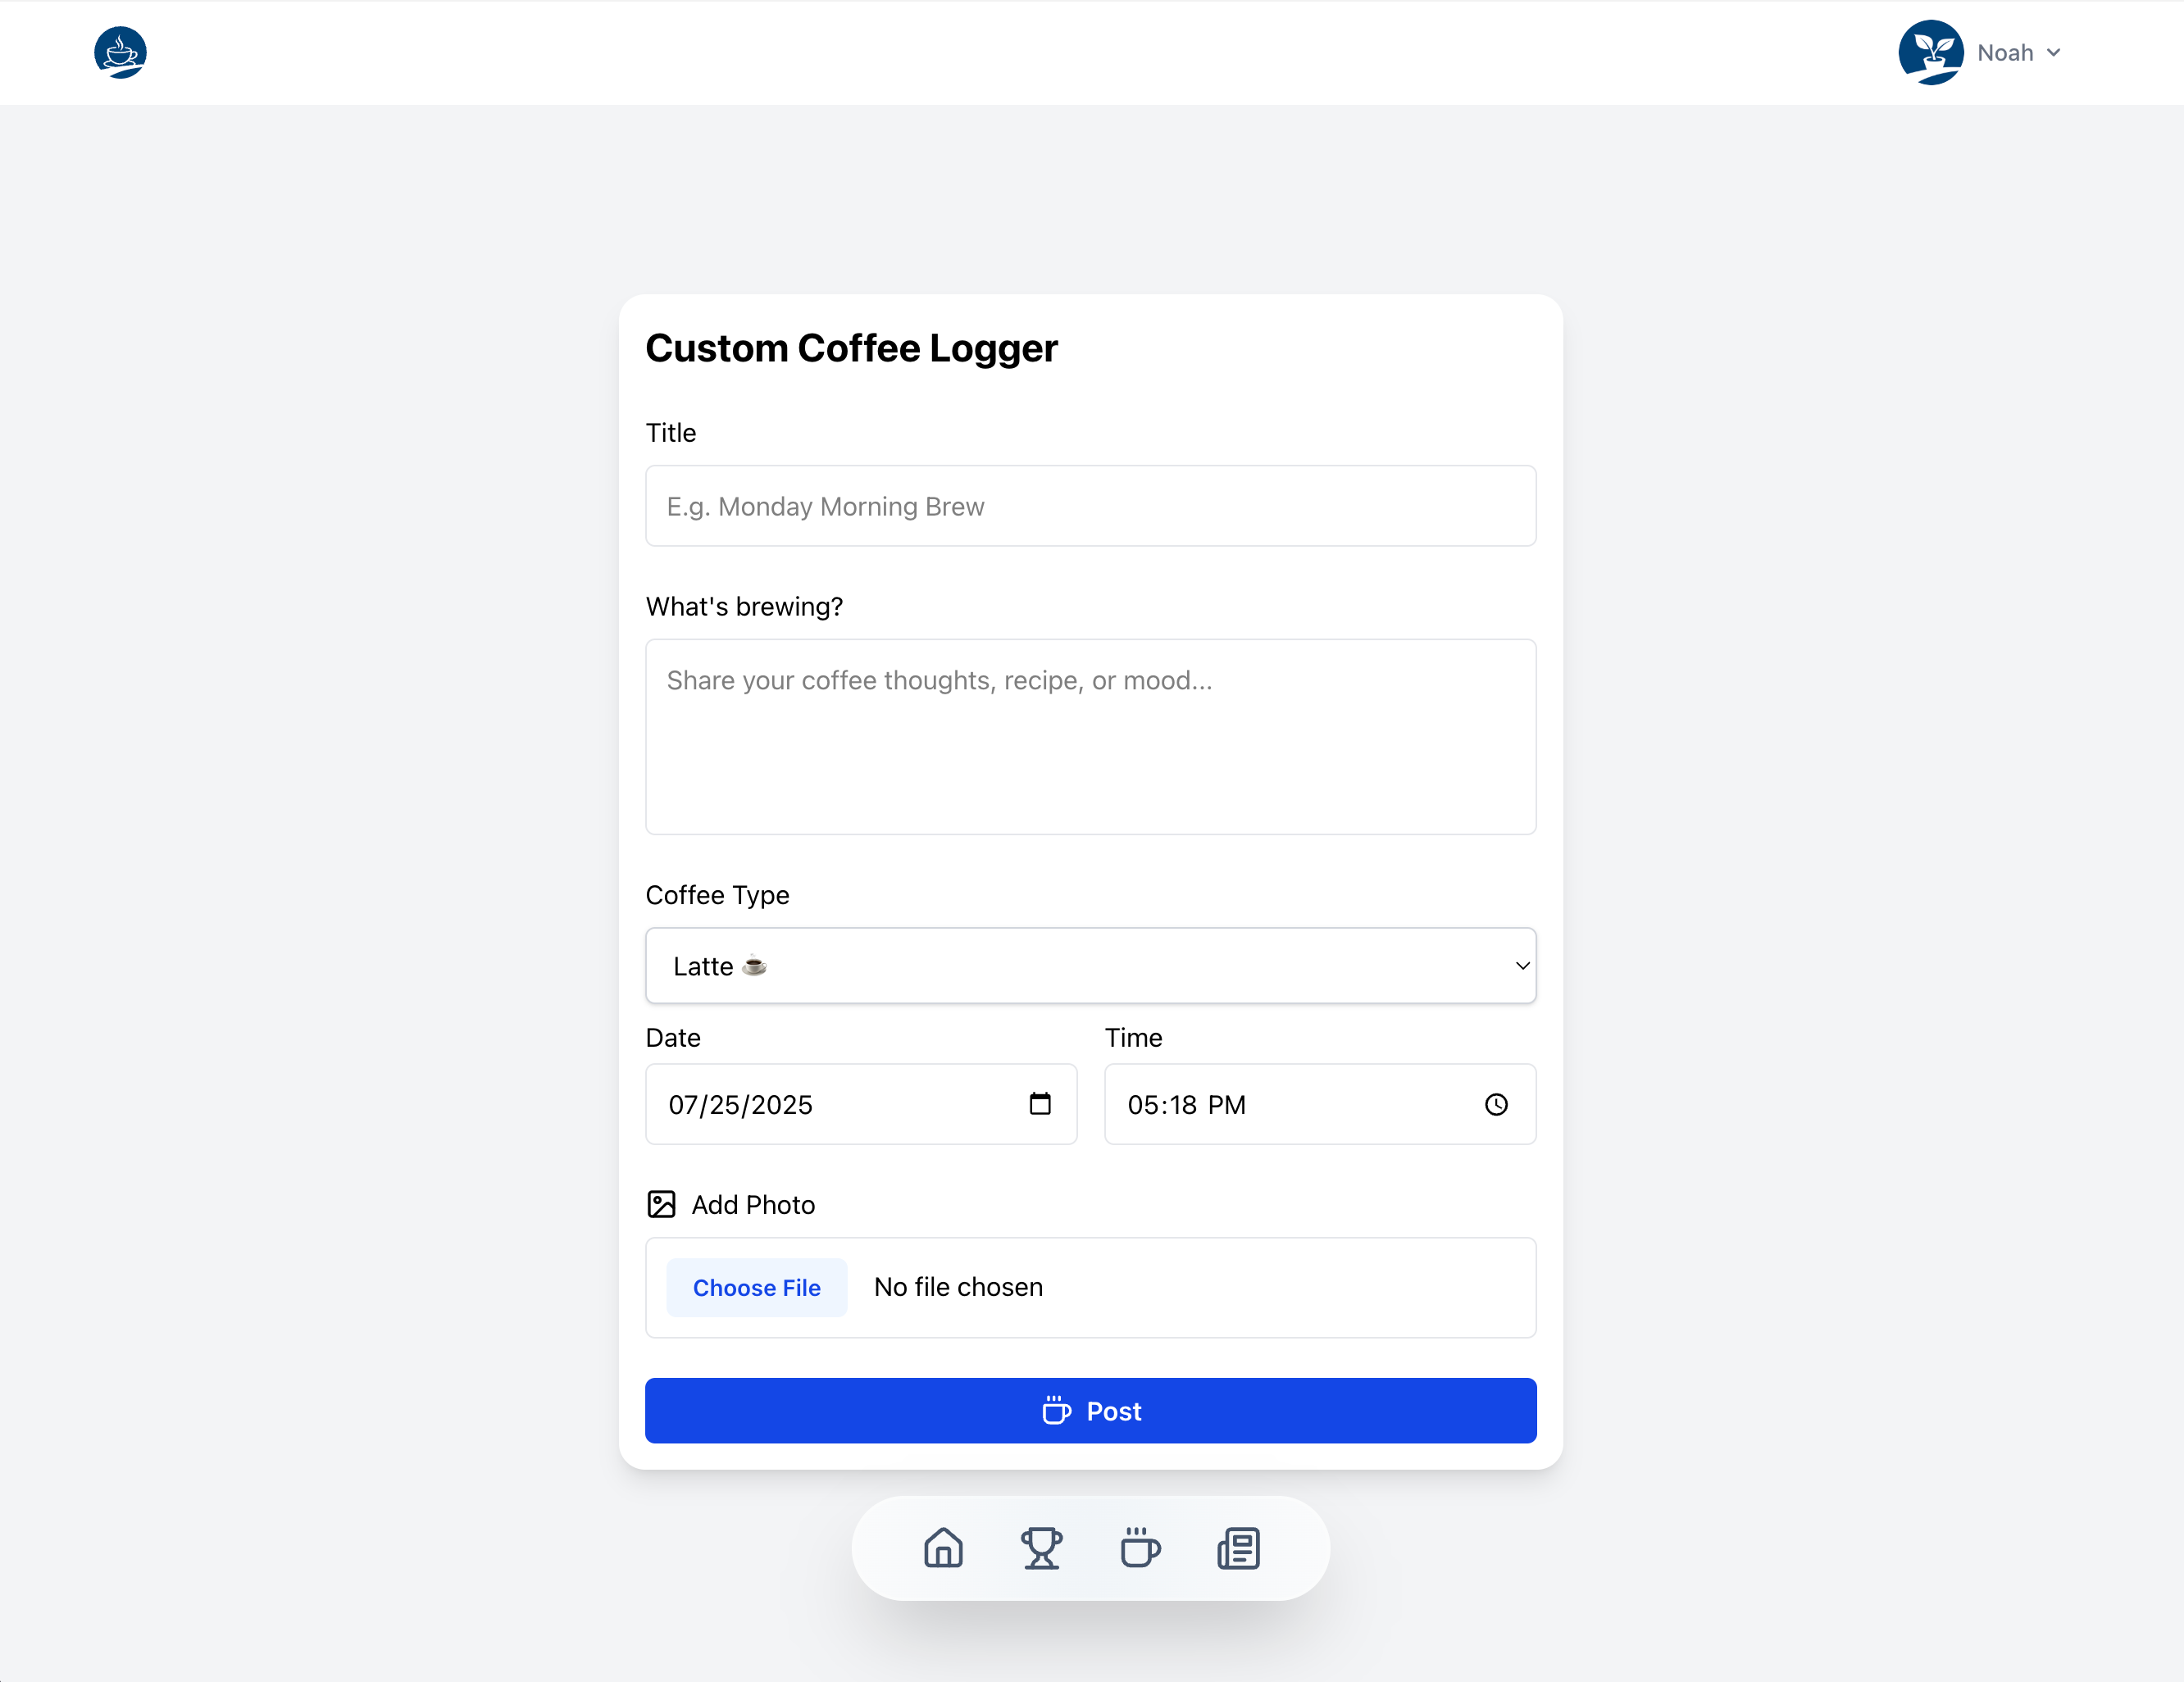 Noah
Custom Coffee Logger
Title
E.g. Monday Morning Brew
What's brewing?
Share your coffee thoughts, recipe, or mood...
Coffee Type
Latte ☕
Date
Time
07/25/2025
05:18 PM
Add Photo
Choose File
No file chosen
Post